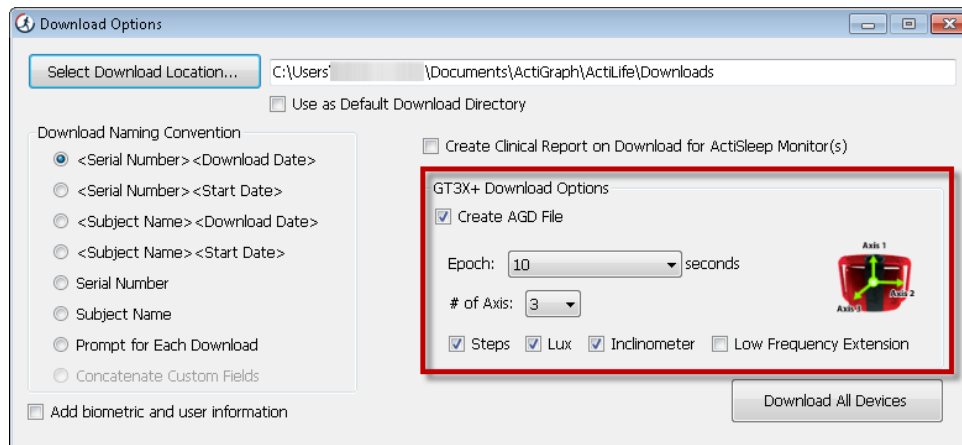 Download Options
Select Download Location...
C:\Users\ \Documents\ActiGraph\ActiLife\Downloads
Use as Default Download Directory
Download Naming Convention
<Serial Number><Download Date>
<Serial Number><Start Date>
<Subject Name><Download Date>
<Subject Name><Start Date>
Serial Number
Subject Name
Prompt for Each Download
Concatenate Custom Fields
Add biometric and user information
Create Clinical Report on Download for ActiSleep Monitor(s)
GT3X+ Download Options
Create AGD File
Epoch: 10 seconds
# of Axis: 3
Axis 1
Axis 2
Axis 3
Steps Lux Inclinometer Low Frequency Extension
Download All Devices